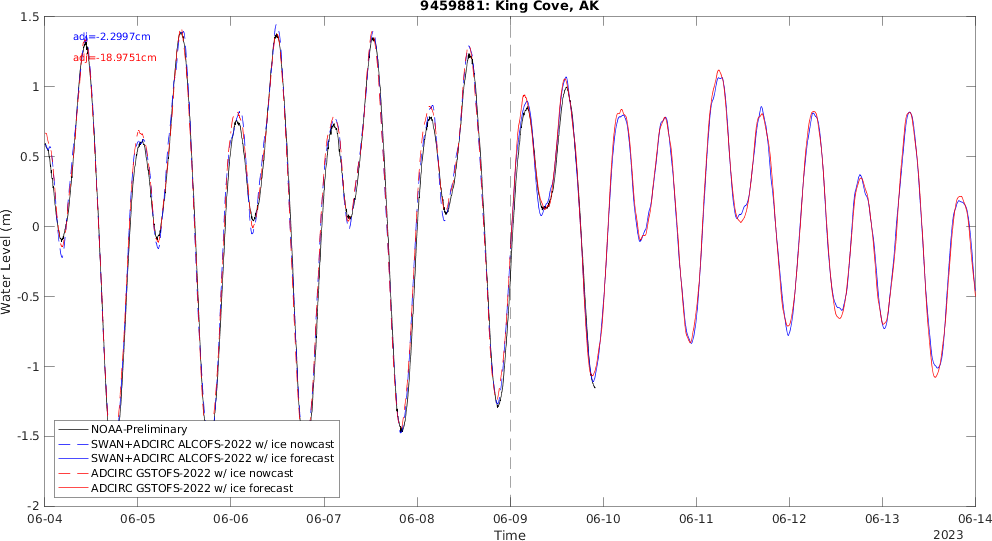 9459881: King Cove, AK
adj=-2.2997cm
adj=-18.9751cm
1.5
1
0.5
0
-0.5
-1
-1.5
-2
Water Level (m)
NOAA-Preliminary
SWAN+ADCIRC ALCOFS-2022 w/ ice nowcast
SWAN+ADCIRC ALCOFS-2022 w/ ice forecast
ADCIRC GSTOFS-2022 w/ ice nowcast
ADCIRC GSTOFS-2022 w/ ice forecast
06-04 06-05 06-06 06-07 06-08 06-09 06-10 06-11 06-12 06-13 06-14
Time
2023